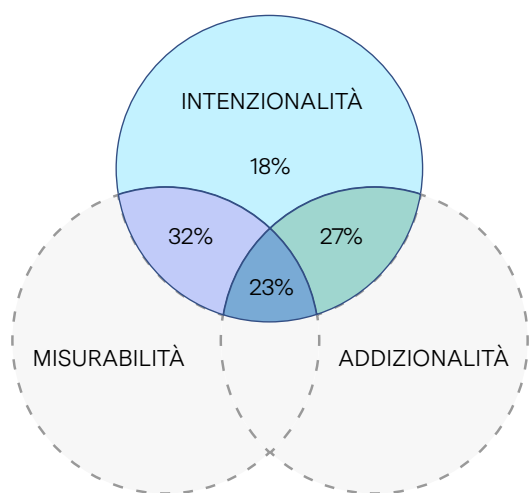 INTENZIONALITÀ
18%
32%
27%
23%
MISURABILITÀ
ADDIZIONALITÀ